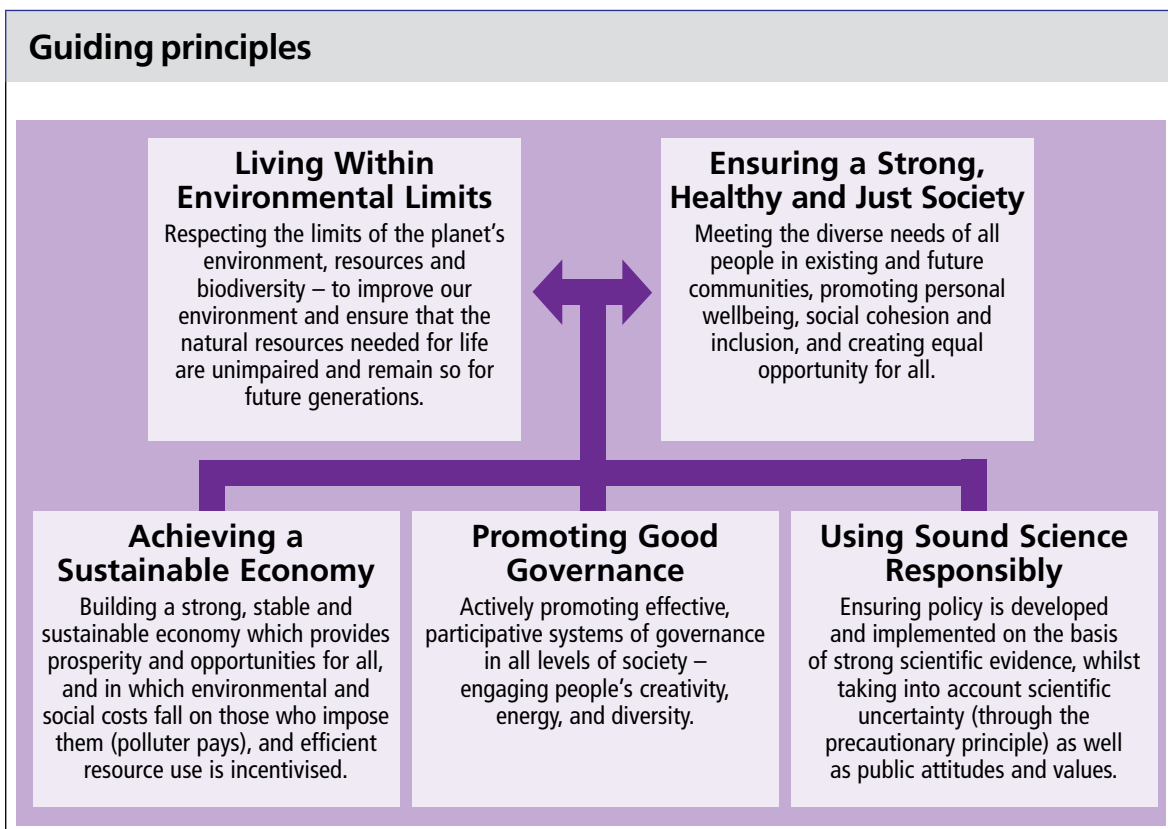 Guiding principles
Living Within
Environmental Limits
Respecting the limits of the planet's
environment, resources and
biodiversity – to improve our
environment and ensure that the
natural resources needed for life
are unimpaired and remain so for
future generations.
Ensuring a Strong,
Healthy and Just Society
Meeting the diverse needs of all
people in existing and future
communities, promoting personal
wellbeing, social cohesion and
inclusion, and creating equal
opportunity for all.
Achieving a
Sustainable Economy
Building a strong, stable and
sustainable economy which provides
prosperity and opportunities for all,
and in which environmental and
social costs fall on those who impose
them (polluter pays), and efficient
resource use is incentivised.
Promoting Good
Governance
Actively promoting effective,
participative systems of governance
in all levels of society –
engaging people's creativity,
energy, and diversity.
Using Sound Science
Responsibly
Ensuring policy is developed
and implemented on the basis
of strong scientific evidence, whilst
taking into account scientific
uncertainty (through the
precautionary principle) as well
as public attitudes and values.